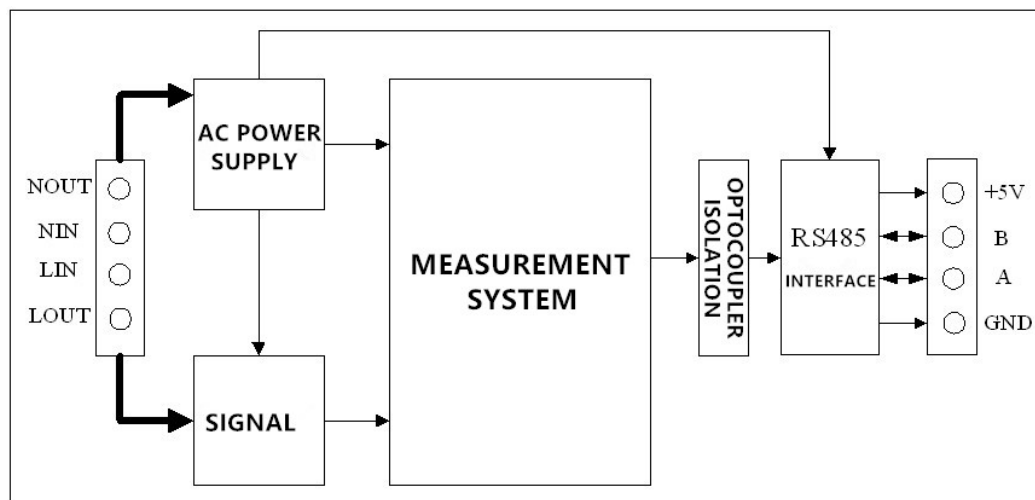 NOUT
NIN
LIN
LOUT
AC POWER
SUPPLY
SIGNAL
MEASUREMENT
SYSTEM
OPTOCOUPLER
ISOLATION
RS485
INTERFACE
+5V
B
A
GND